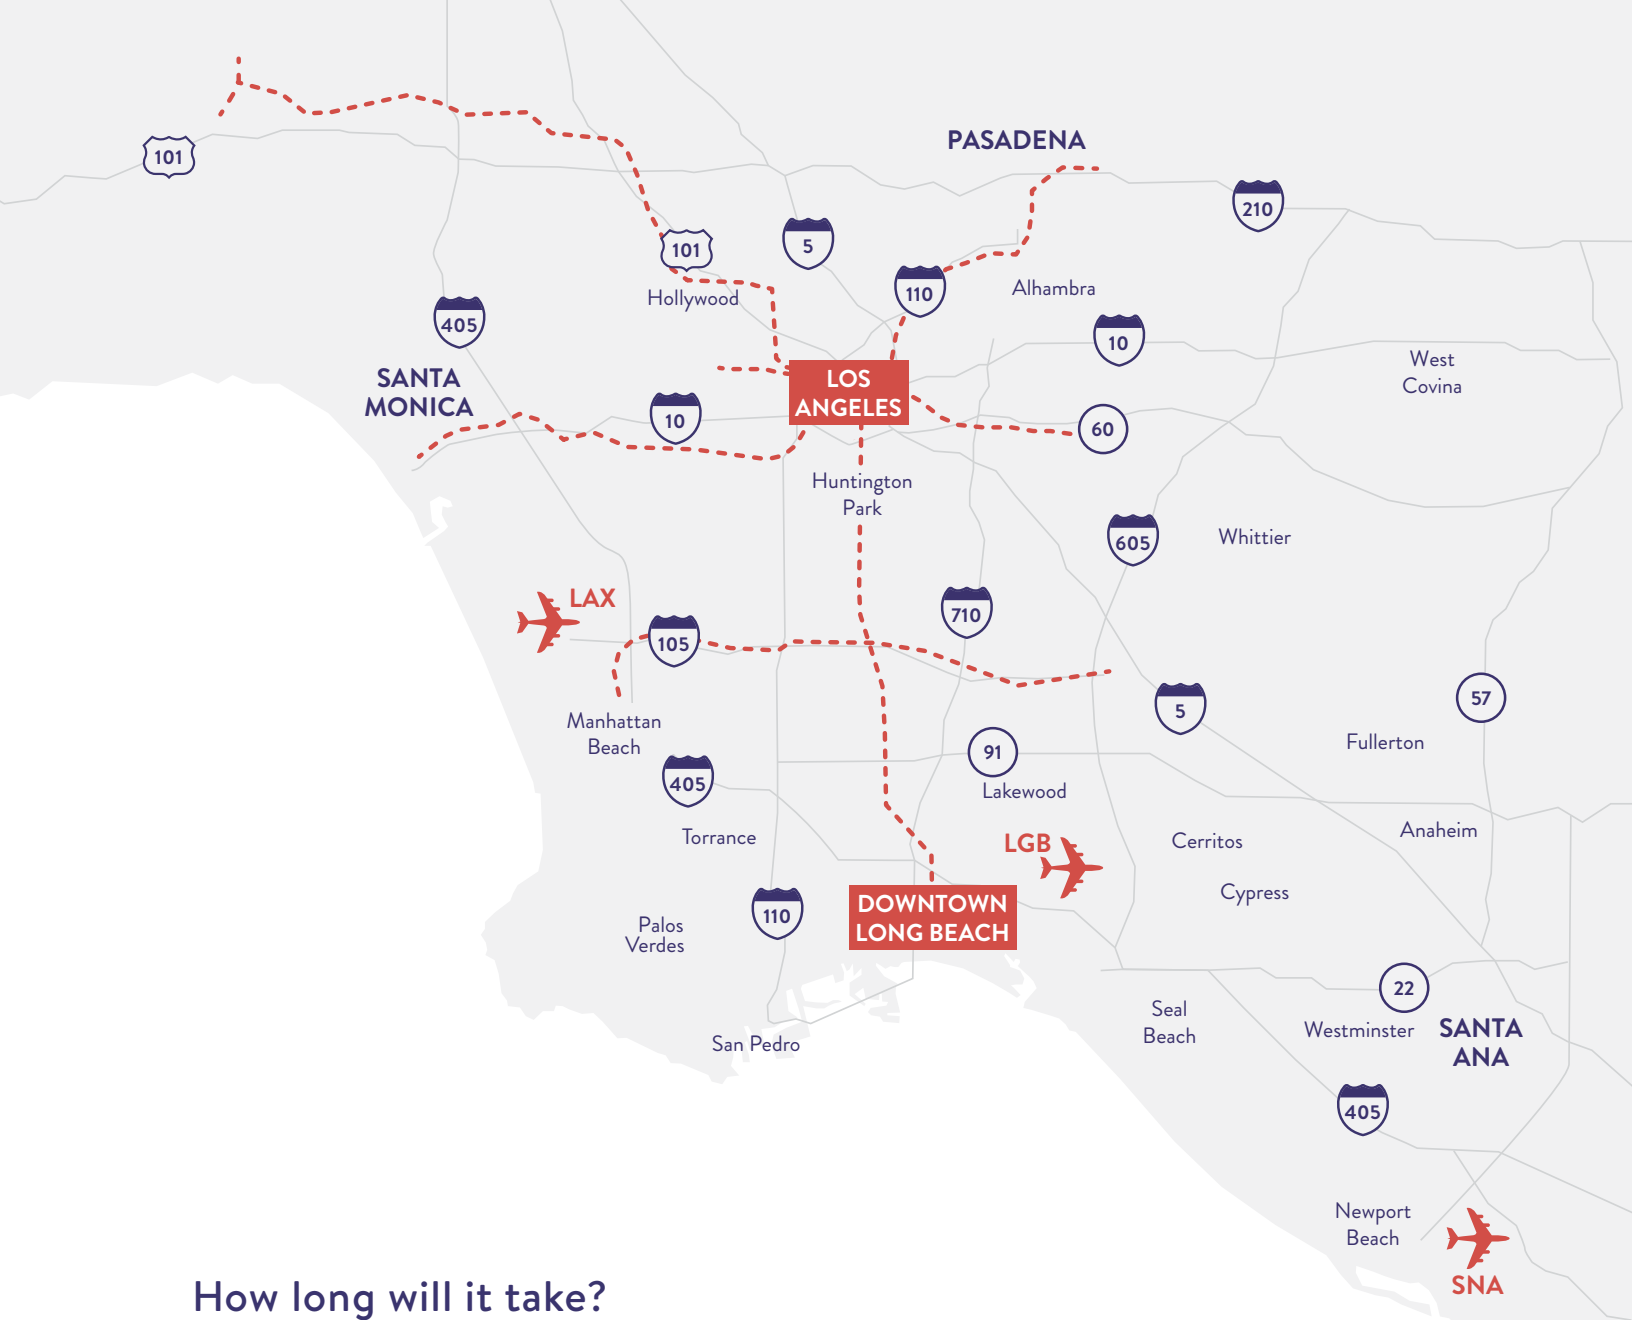 PASADENA
101
210
101
5
110
Alhambra
Hollywood
405
10
West
Covina
SANTA
MONICA
LOS
ANGELES
10
60
Huntington
Park
605
Whittier
LAX
710
105
57
5
Manhattan
Beach
Fullerton
91
405
Lakewood
Anaheim
Torrance
LGB
Cerritos
Cypress
DOWNTOWN
LONG BEACH
110
Palos
Verdes
22
Seal
Beach
Westminster
SANTA
ANA
San Pedro
405
Newport
Beach
SNA
How long will it take?